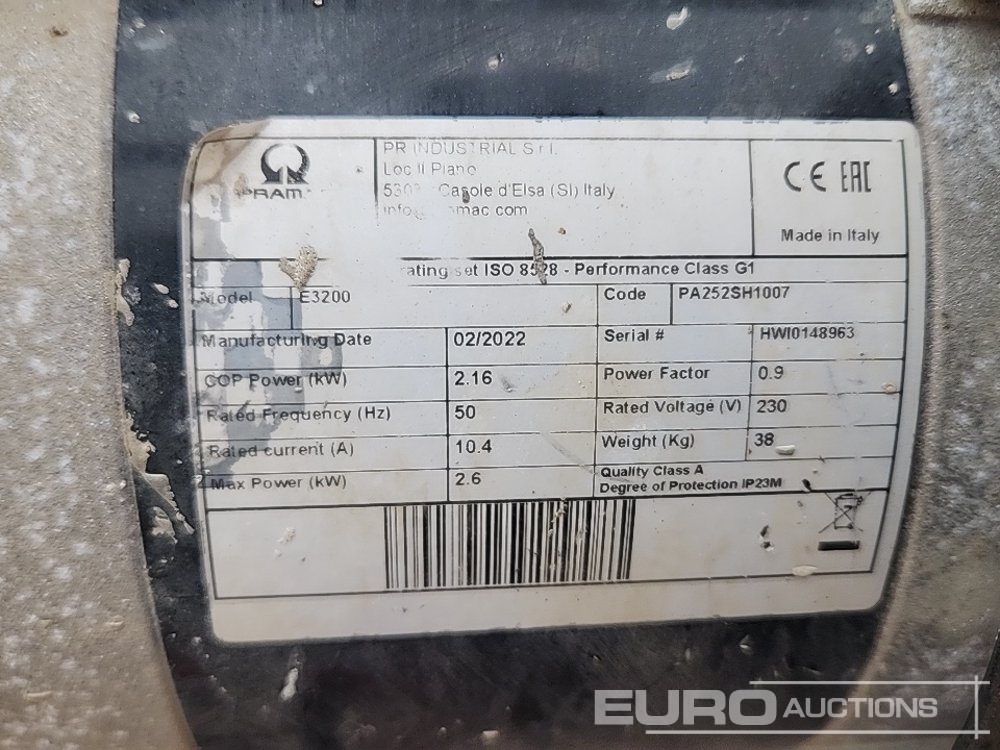 PR INDUSTRIAL S.r.l.
Loc Il Piano
Casole d'Elsa (SI) Italy
CE EAC
Made in Italy
set ISO 8528 - Performance Class G1
Model E3200 Code PA252SH1007
Manufacturing Date 02/2022 Serial # HWI0148963
COP Power (kW) 2.16 Power Factor 0.9
Rated Frequency (Hz) 50 Rated Voltage (V) 230
Rated current (A) 10.4 Weight (Kg) 38
Max Power (kW) 2.6 Quality Class A
Degree of Protection IP23M
EURO AUCTIONS